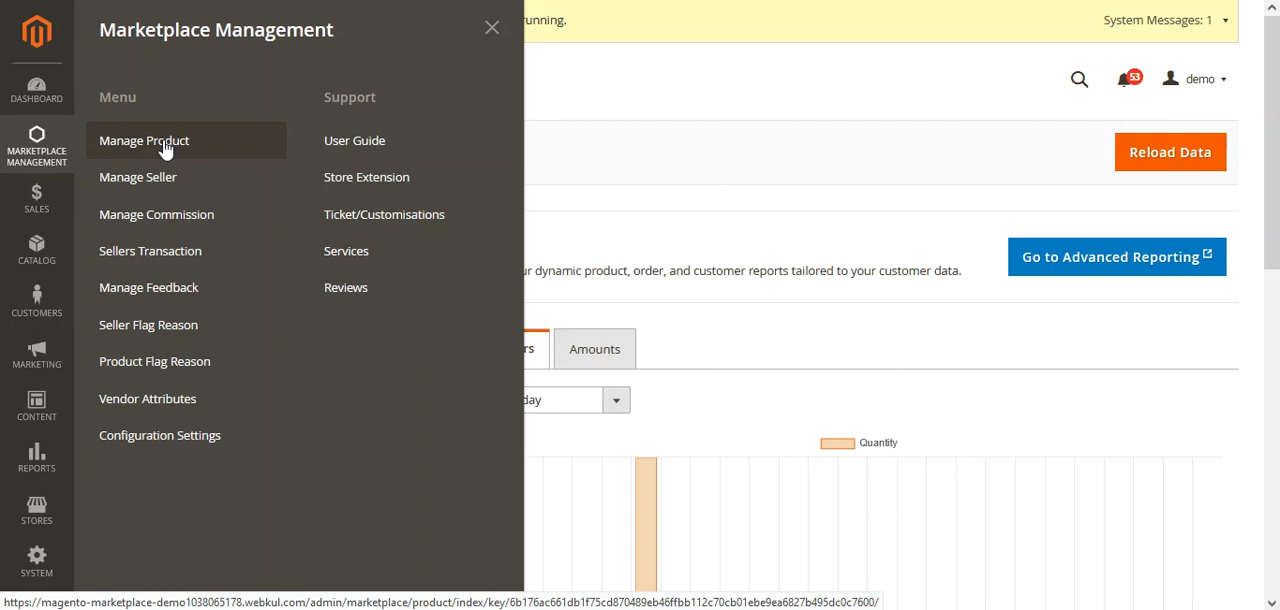 Marketplace Management
Menu
Manage Product
Manage Seller
Manage Commission
Sellers Transaction
Manage Feedback
Seller Flag Reason
Product Flag Reason
Vendor Attributes
Configuration Settings
Support
User Guide
Store Extension
Ticket/Customisations
Services
Reviews
DASHBOARD
MARKETPLACE
MANAGEMENT
SALES
CATALOG
CUSTOMERS
MARKETING
CONTENT
REPORTS
STORES
SYSTEM
running.
System Messages: 1
53
demo
Reload Data
dynamic product, order, and customer reports tailored to your customer data.
Go to Advanced Reporting
Amounts
Quantity
https://magento-marketplace-demo1038065178.webkul.com/admin/marketplace/product/index/key/6b176ac661db1f75cd870489eb46ffbb112c70cb01ebe9ea6827b495dc0c7600/